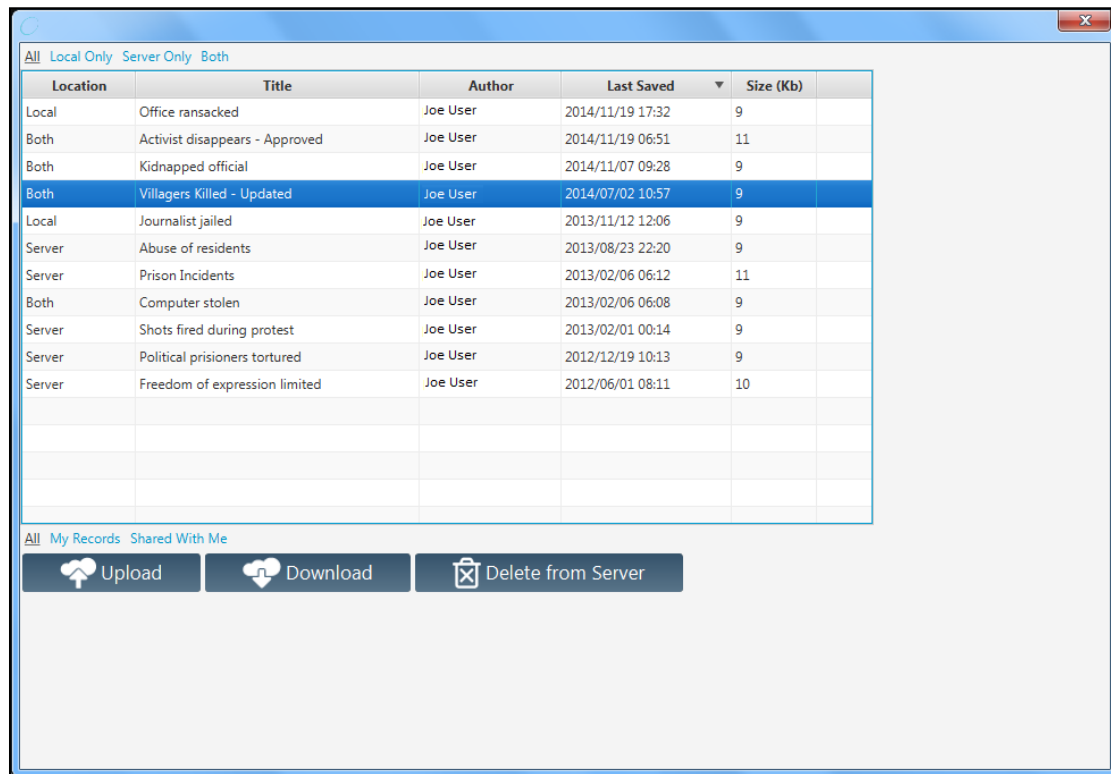 All Local Only Server Only Both
Location Title Author Last Saved Size (Kb)
Local Office ransacked Joe User 2014/11/19 17:32 9
Both Activist disappears - Approved Joe User 2014/11/19 06:51 11
Both Kidnapped official Joe User 2014/11/07 09:28 9
Both Villagers Killed - Updated Joe User 2014/07/02 10:57 9
Local Journalist jailed Joe User 2013/11/12 12:06 9
Server Abuse of residents Joe User 2013/08/23 22:20 9
Server Prison Incidents Joe User 2013/02/06 06:12 11
Both Computer stolen Joe User 2013/02/06 06:08 9
Server Shots fired during protest Joe User 2013/02/01 00:14 9
Server Political prisioners tortured Joe User 2012/12/19 10:13 9
Server Freedom of expression limited Joe User 2012/06/01 08:11 10
All My Records Shared With Me
Upload Download Delete from Server